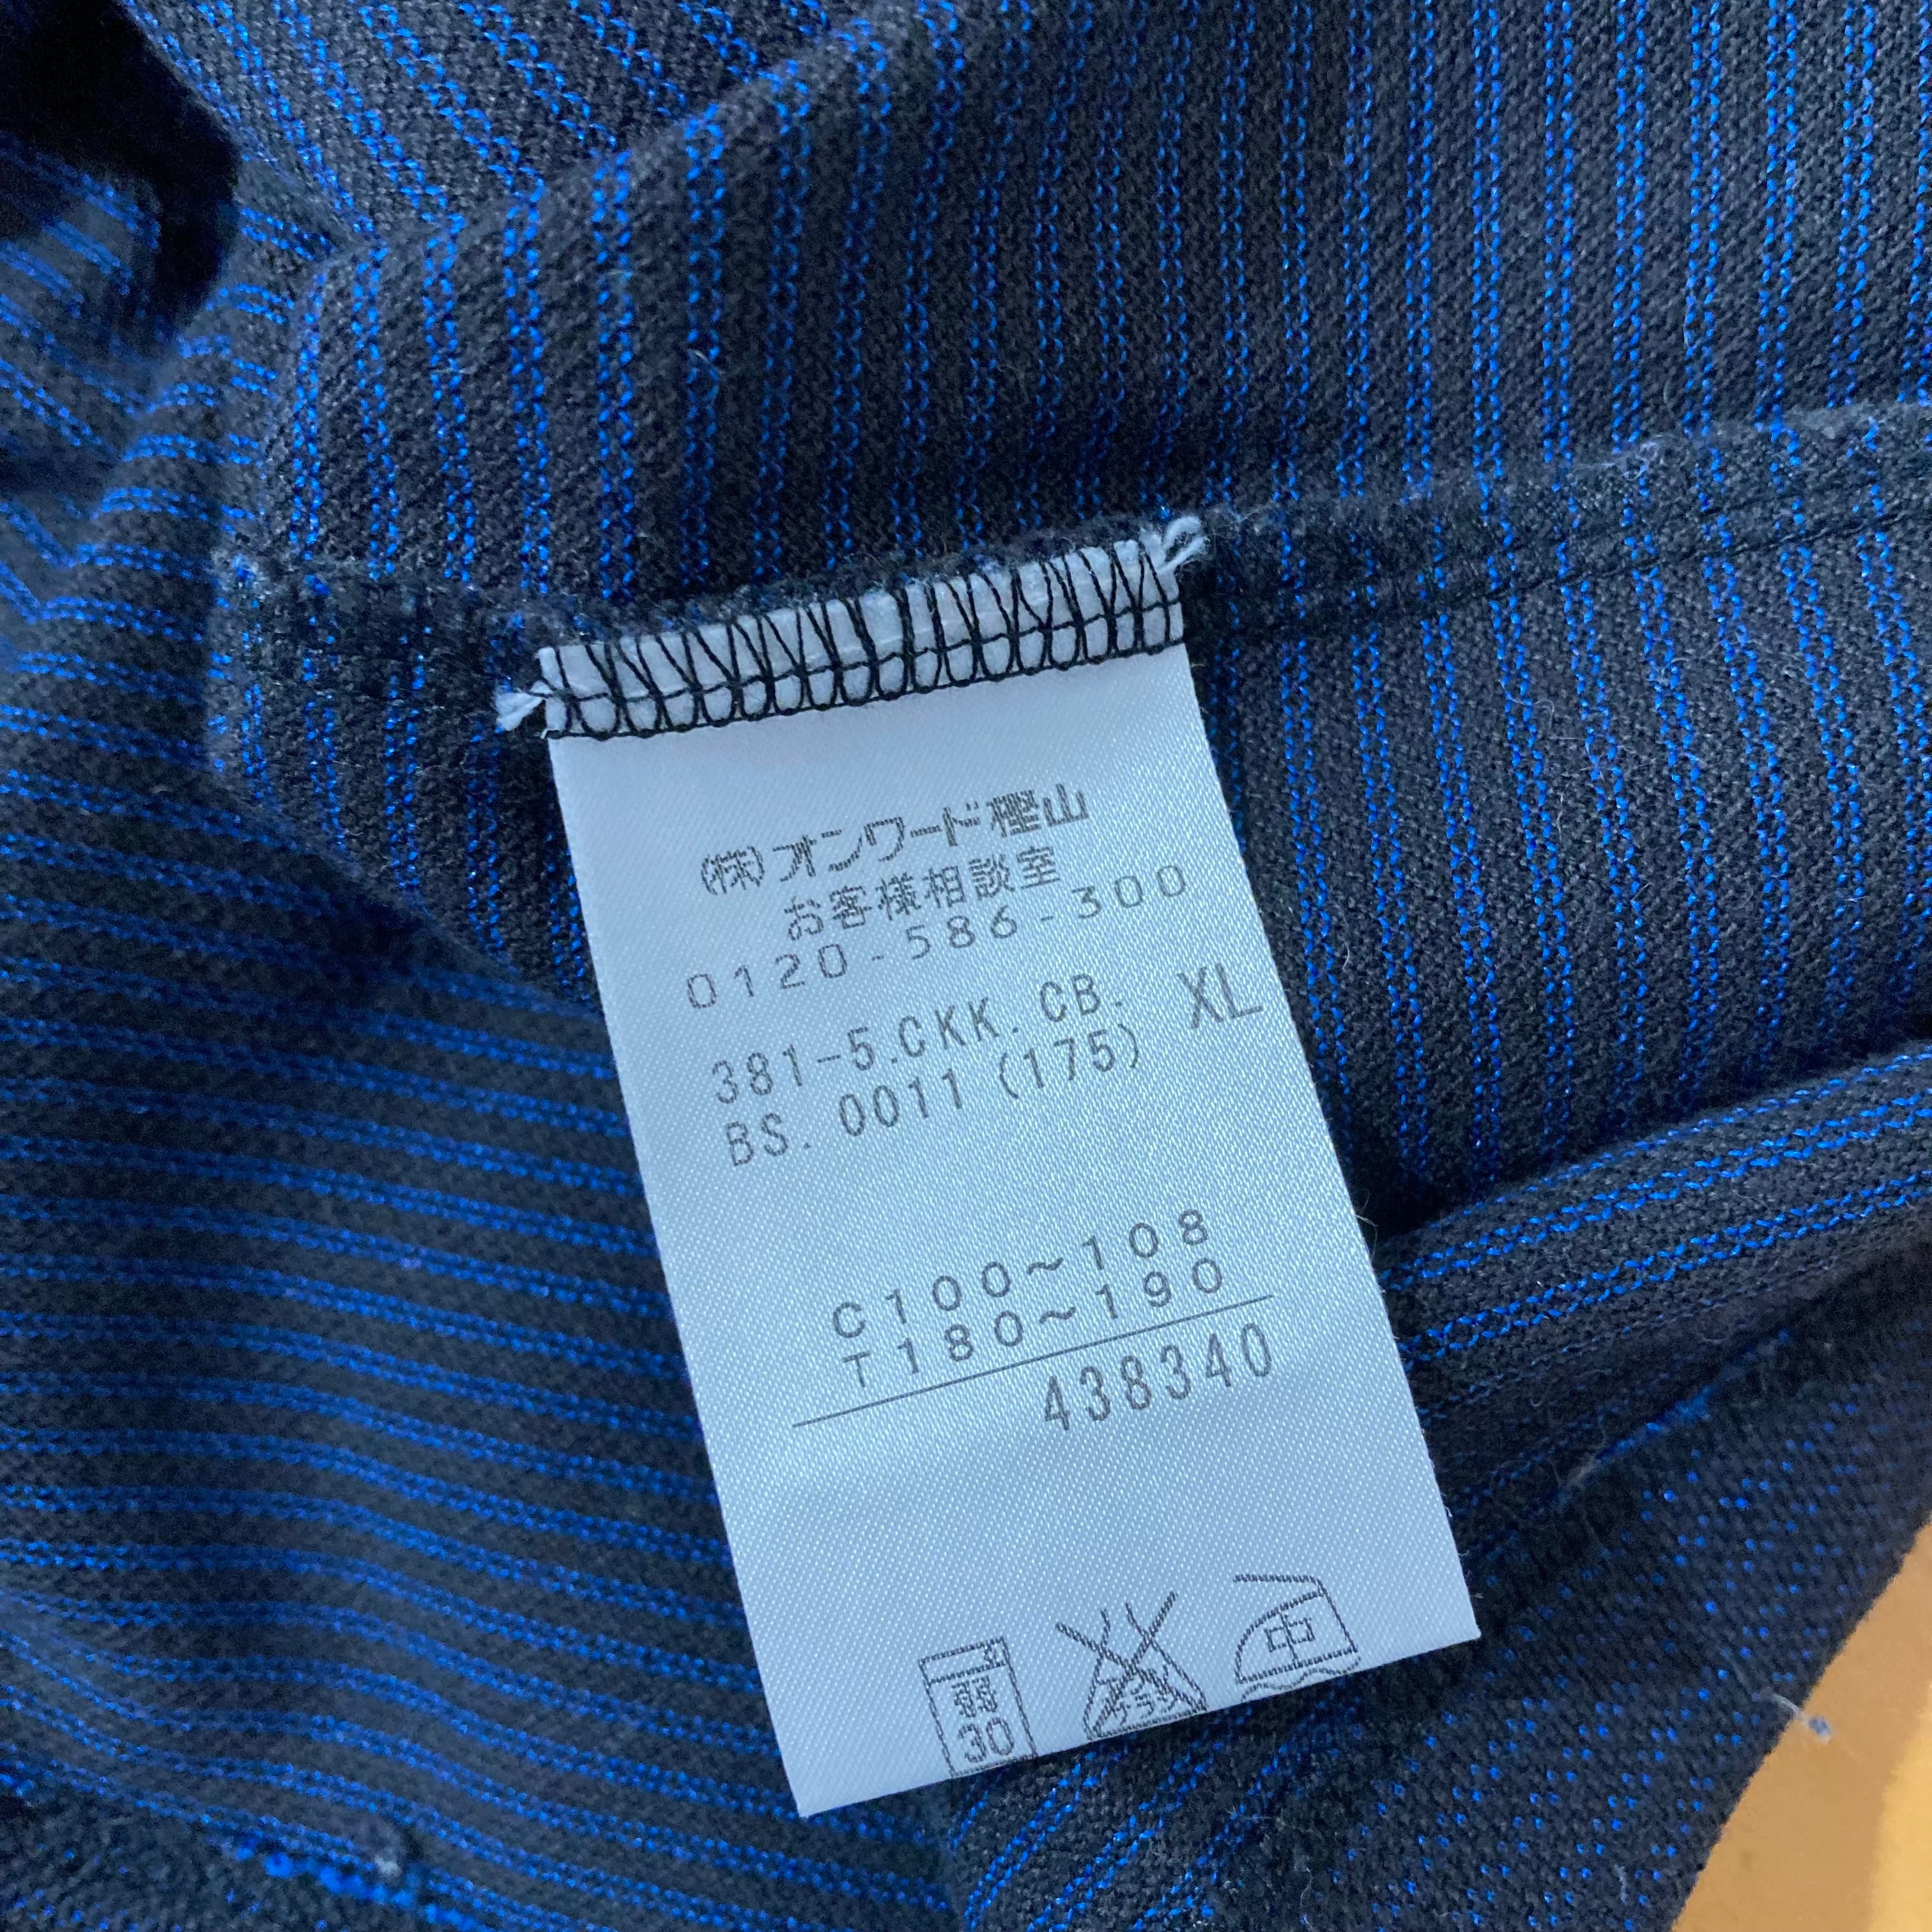 (株)オンワード樫山
お客様相談室
0120-586-300
381-5.CKK.CB. XL
BS.0011(175)
C100~108
T180~190
438340
弱
30
中